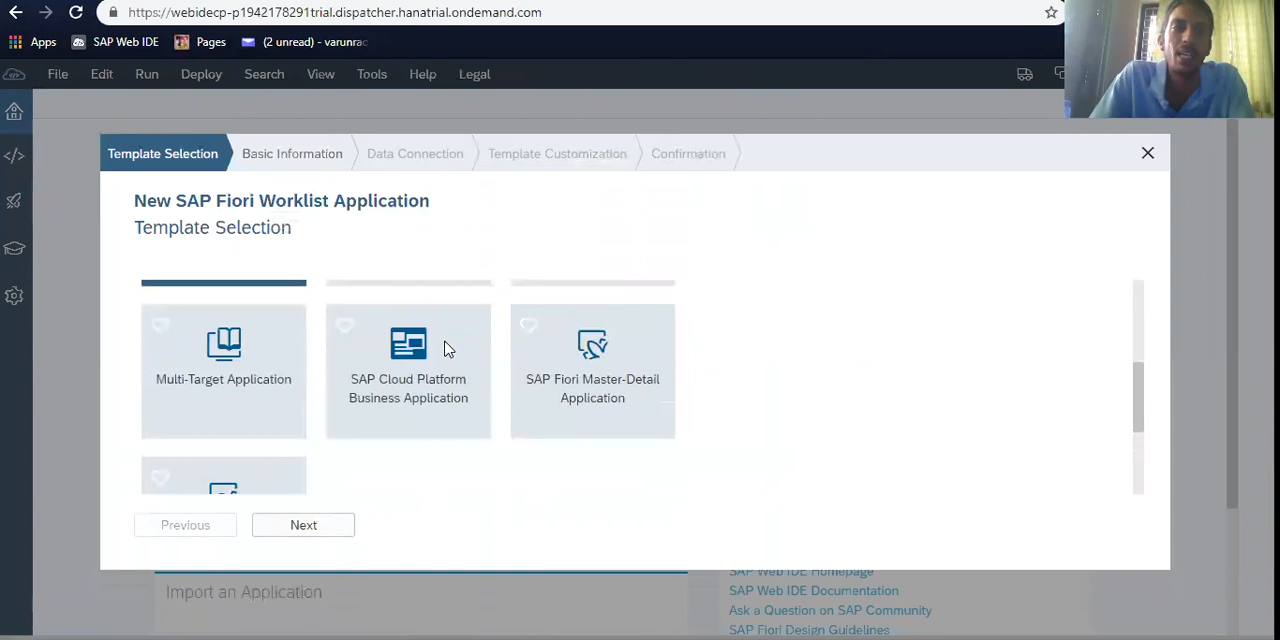 https://webidecp-p1942178291trial.dispatcher.hanatrial.ondemand.com
Apps SAP Web IDE Pages (2 unread) - varunrac
File Edit Run Deploy Search View Tools Help Legal
Template Selection Basic Information Data Connection Template Customization Confirmation
New SAP Fiori Worklist Application
Template Selection
Multi-Target Application
SAP Cloud Platform
Business Application
SAP Fiori Master-Detail
Application
Previous Next
Import an Application
SAP Web IDE Homepage
SAP Web IDE Documentation
Ask a Question on SAP Community
SAP Fiori Design Guidelines